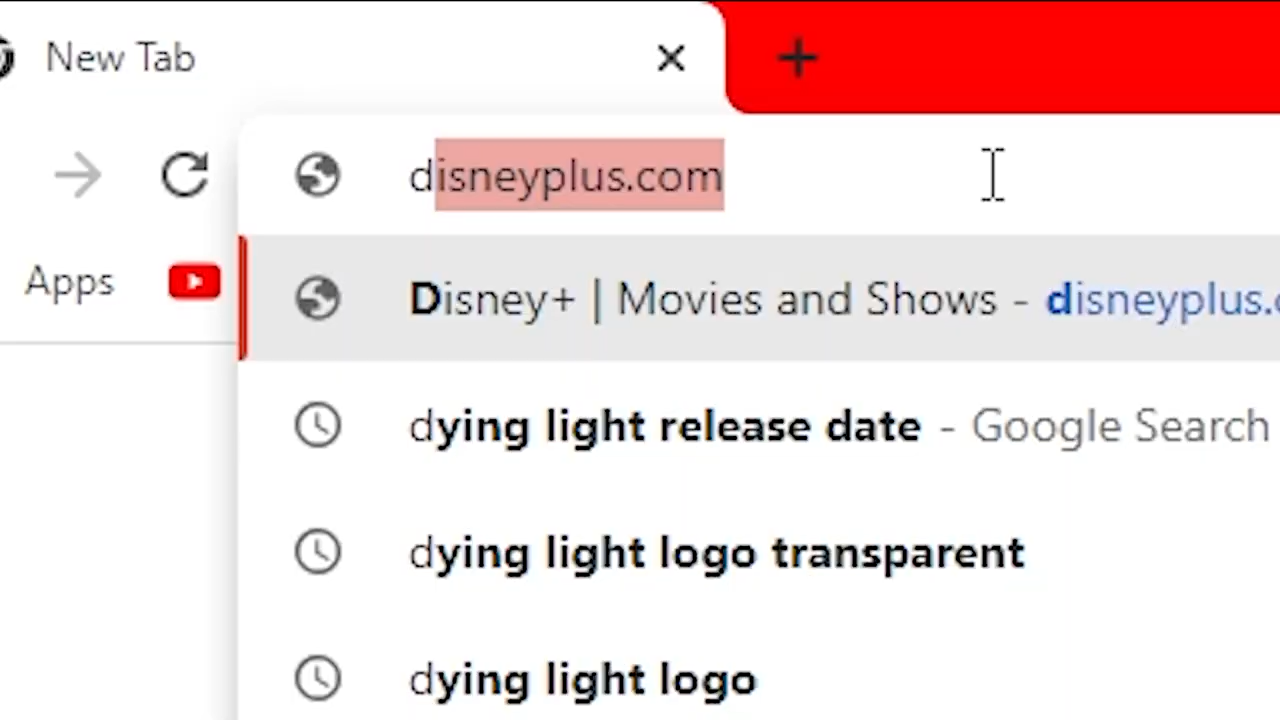 New Tab
disneyplus.com
Apps
Disney+ | Movies and Shows - disneyplus.c
dying light release date - Google Search
dying light logo transparent
dying light logo